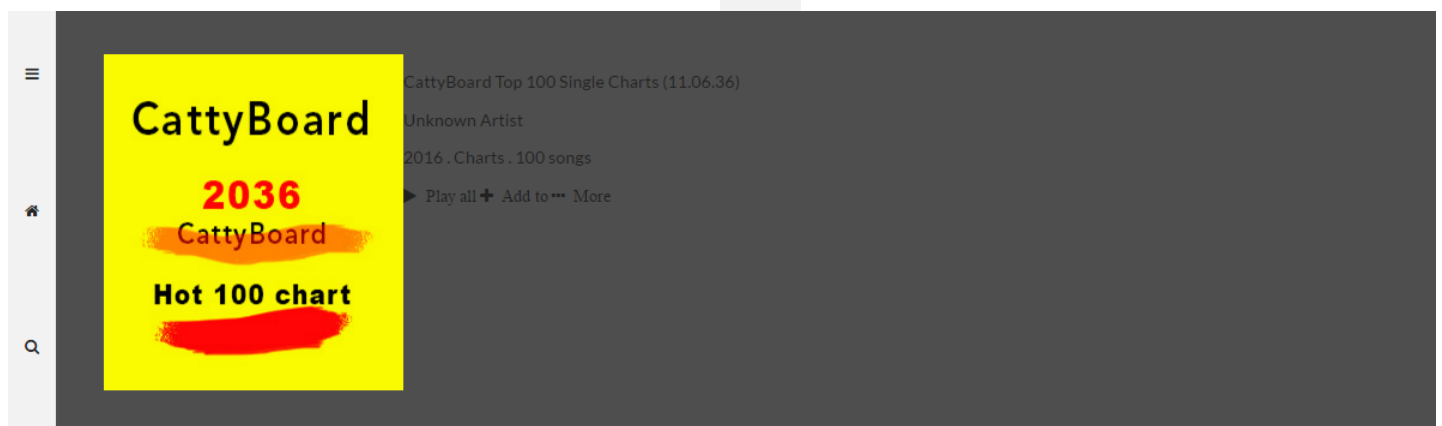 CattyBoard
2036
CattyBoard
Hot 100 chart
CattyBoard Top 100 Single Charts (11.06.36)
Unknown Artist
2016 . Charts . 100 songs
Play all Add to More